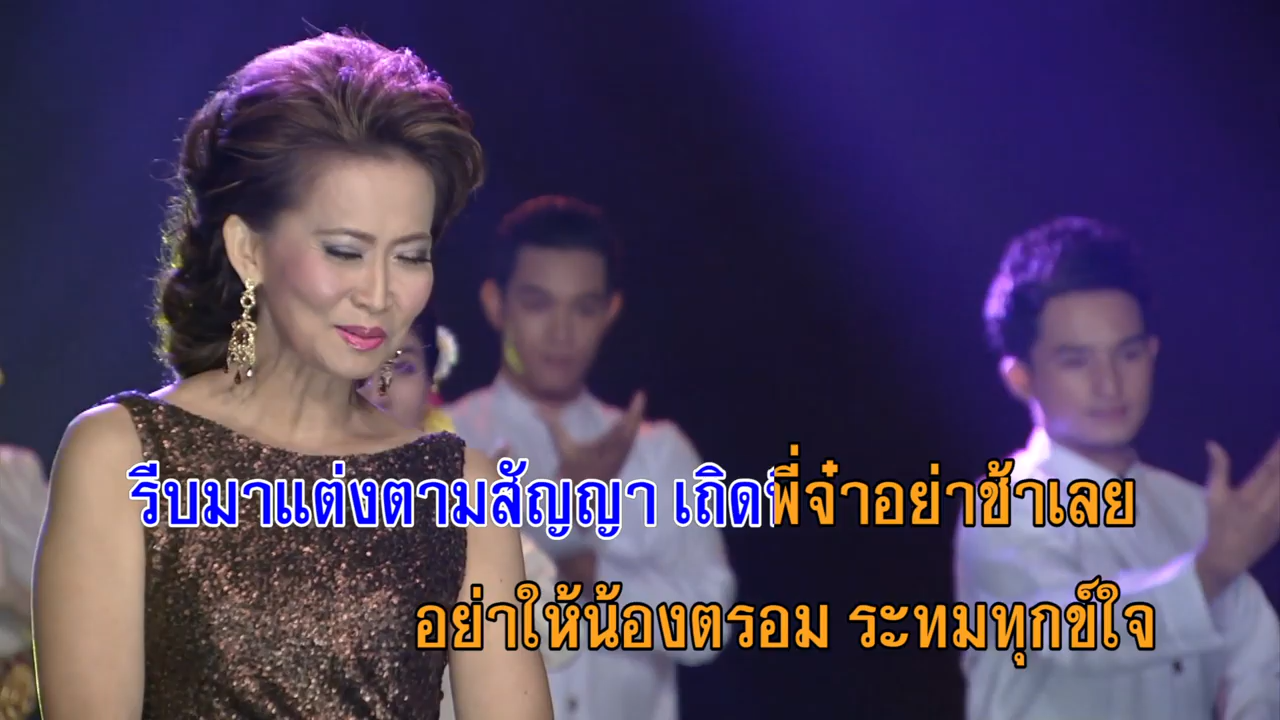 รีบมาแต่งตามสัญญา เถิดพี่จ๋าอย่าช้าเลย
อย่าให้น้องตรอม ระทมทุกข์ใจ